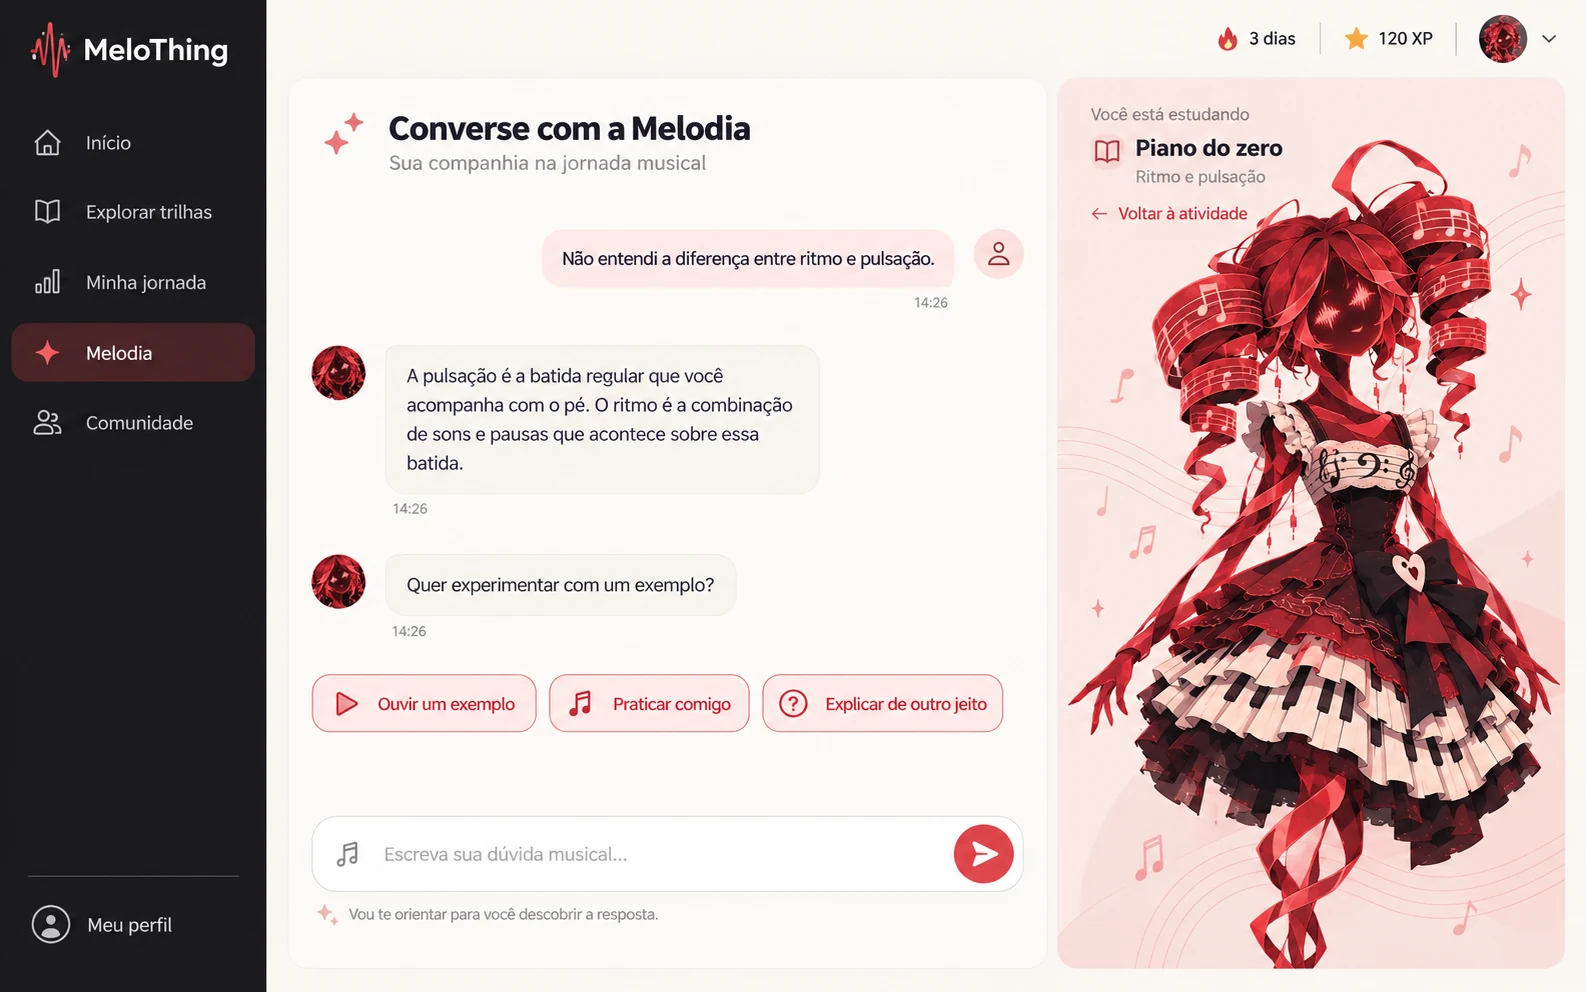 MeloThing
Início
Explorar trilhas
Minha jornada
Melodia
Comunidade
Meu perfil
3 dias
120 XP
Converse com a Melodia
Sua companhia na jornada musical
Não entendi a diferença entre ritmo e pulsação.
14:26
A pulsação é a batida regular que você
acompanha com o pé. O ritmo é a combinação
de sons e pausas que acontece sobre essa
batida.
14:26
Quer experimentar com um exemplo?
14:26
Ouvir um exemplo
Praticar comigo
Explicar de outro jeito
Escreva sua dúvida musical...
Vou te orientar para você descobrir a resposta.
Você está estudando
Piano do zero
Ritmo e pulsação
← Voltar à atividade